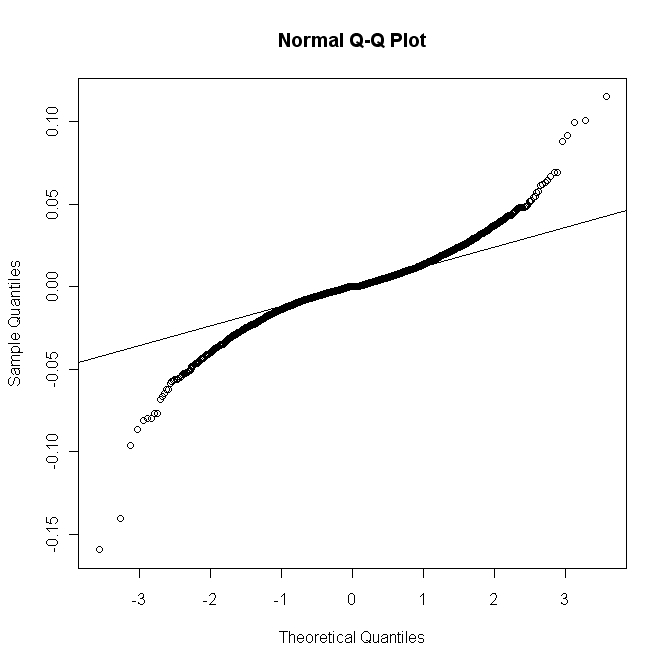 Normal Q-Q Plot
0.10
0.05
0.00
-0.05
-0.10
-0.15
Sample Quantiles
-3 -2 -1 0 1 2 3
Theoretical Quantiles